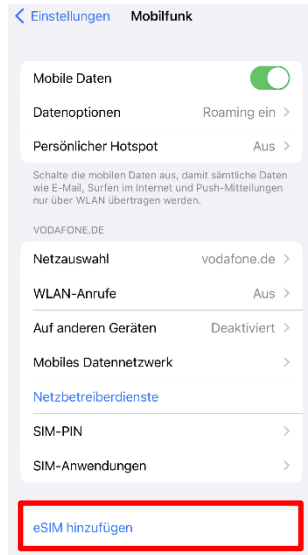 Einstellungen Mobilfunk
Mobile Daten
Datenoptionen Roaming ein
Persönlicher Hotspot Aus
Schalte die mobilen Daten aus, damit sämtliche Daten
wie E-Mail, Surfen im Internet und Push-Mitteilungen
nur über WLAN übertragen werden.
VODAFONE.DE
Netzauswahl vodafone.de
WLAN-Anrufe Aus
Auf anderen Geräten Deaktiviert
Mobiles Datennetzwerk
Netzbetreiberdienste
SIM-PIN
SIM-Anwendungen
eSIM hinzufügen